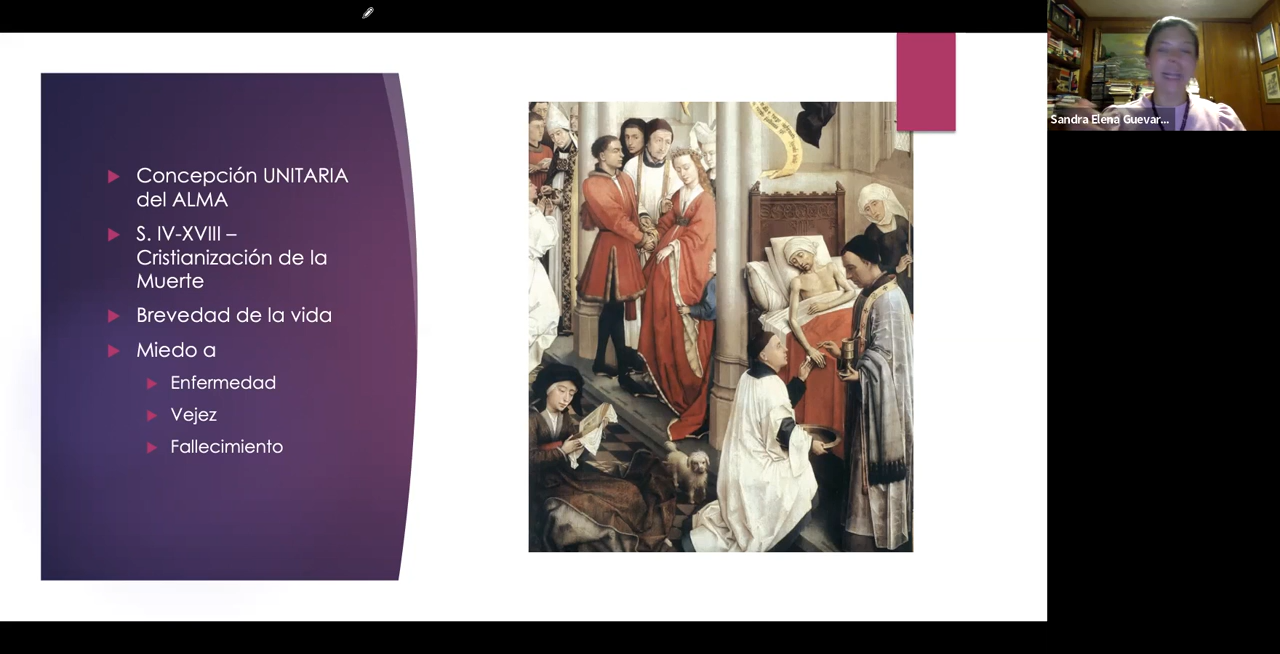 Concepción UNITARIA
del ALMA
S. IV-XVIII –
Cristianización de la
Muerte
Brevedad de la vida
Miedo a
Enfermedad
Vejez
Fallecimiento
Sandra Elena Guevar...